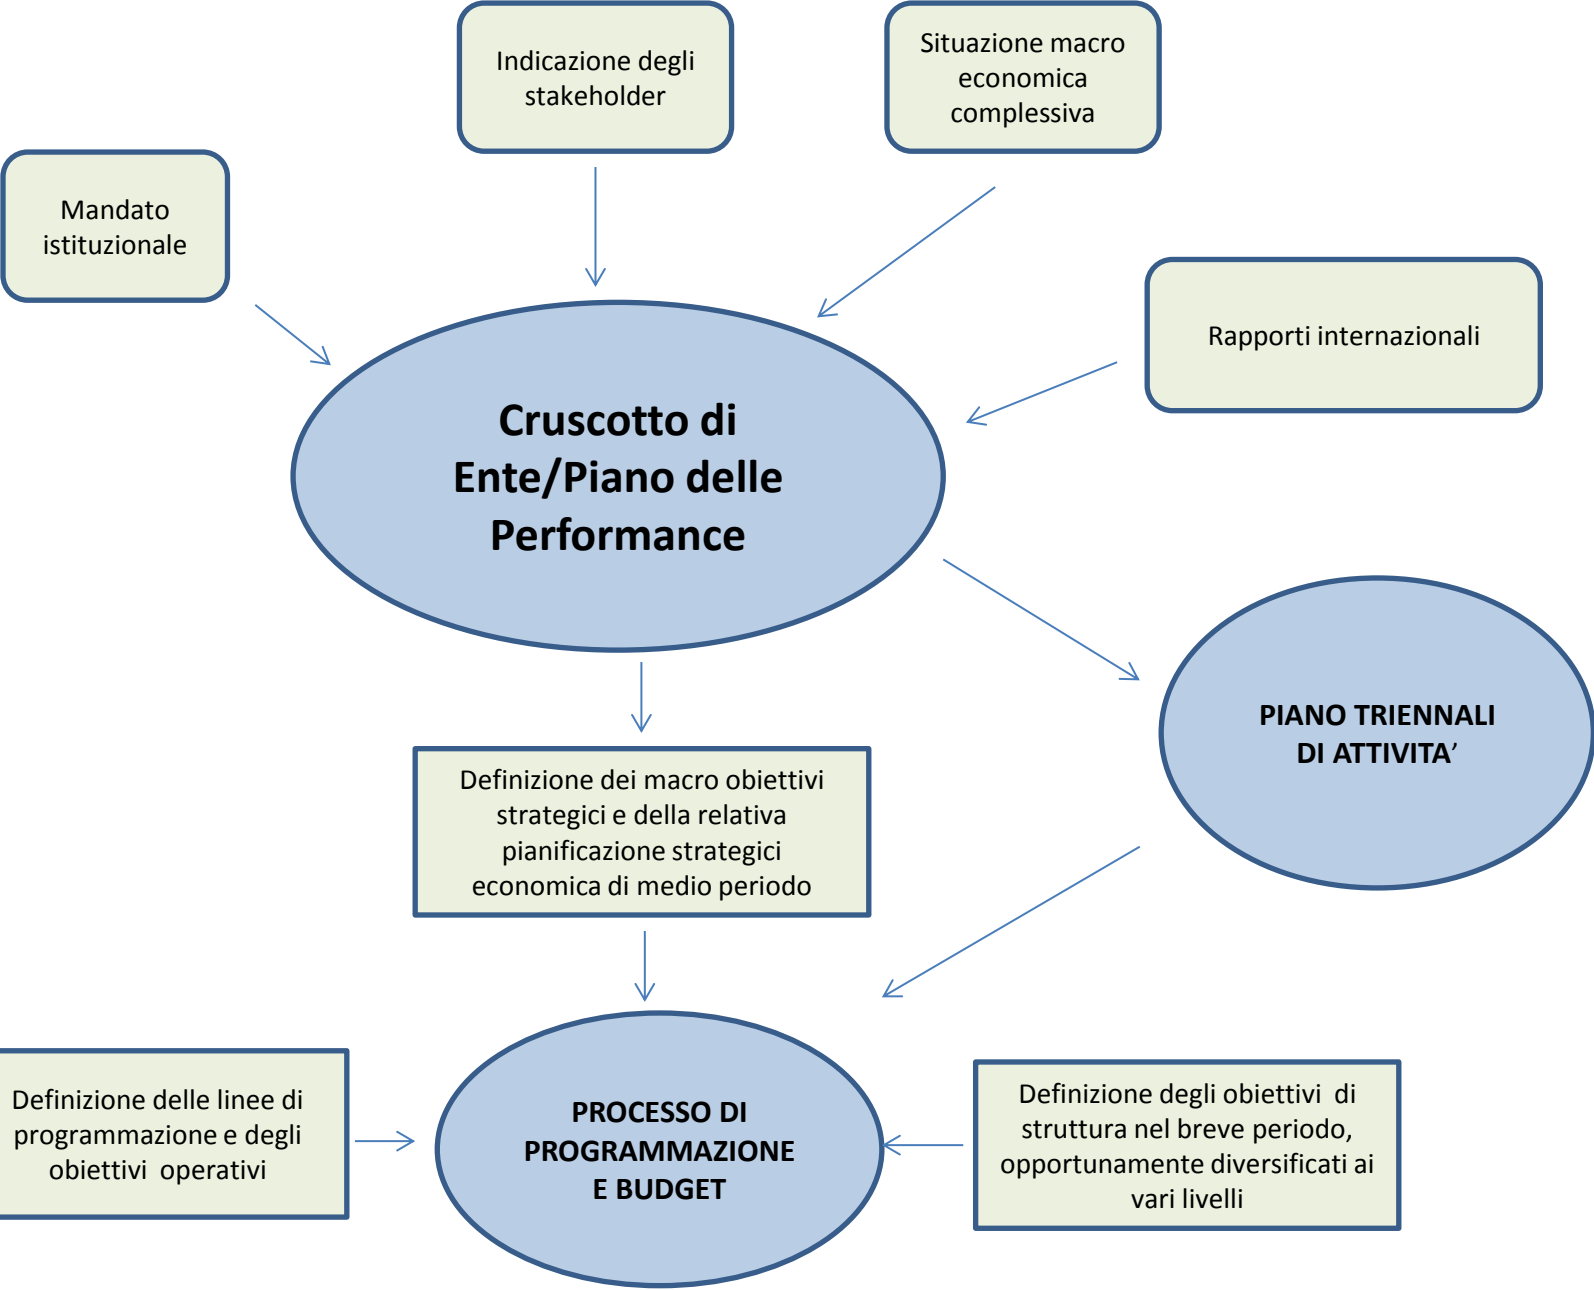 Indicazione degli
stakeholder
Situazione macro
economica
complessiva
Mandato
istituzionale
Rapporti internazionali
Cruscotto di
Ente/Piano delle
Performance
PIANO TRIENNALI
DI ATTIVITA’
Definizione dei macro obiettivi
strategici e della relativa
pianificazione strategici
economica di medio periodo
Definizione delle linee di
programmazione e degli
obiettivi  operativi
PROCESSO DI
PROGRAMMAZIONE
E BUDGET
Definizione degli obiettivi  di
struttura nel breve periodo,
opportunamente diversificati ai
vari livelli